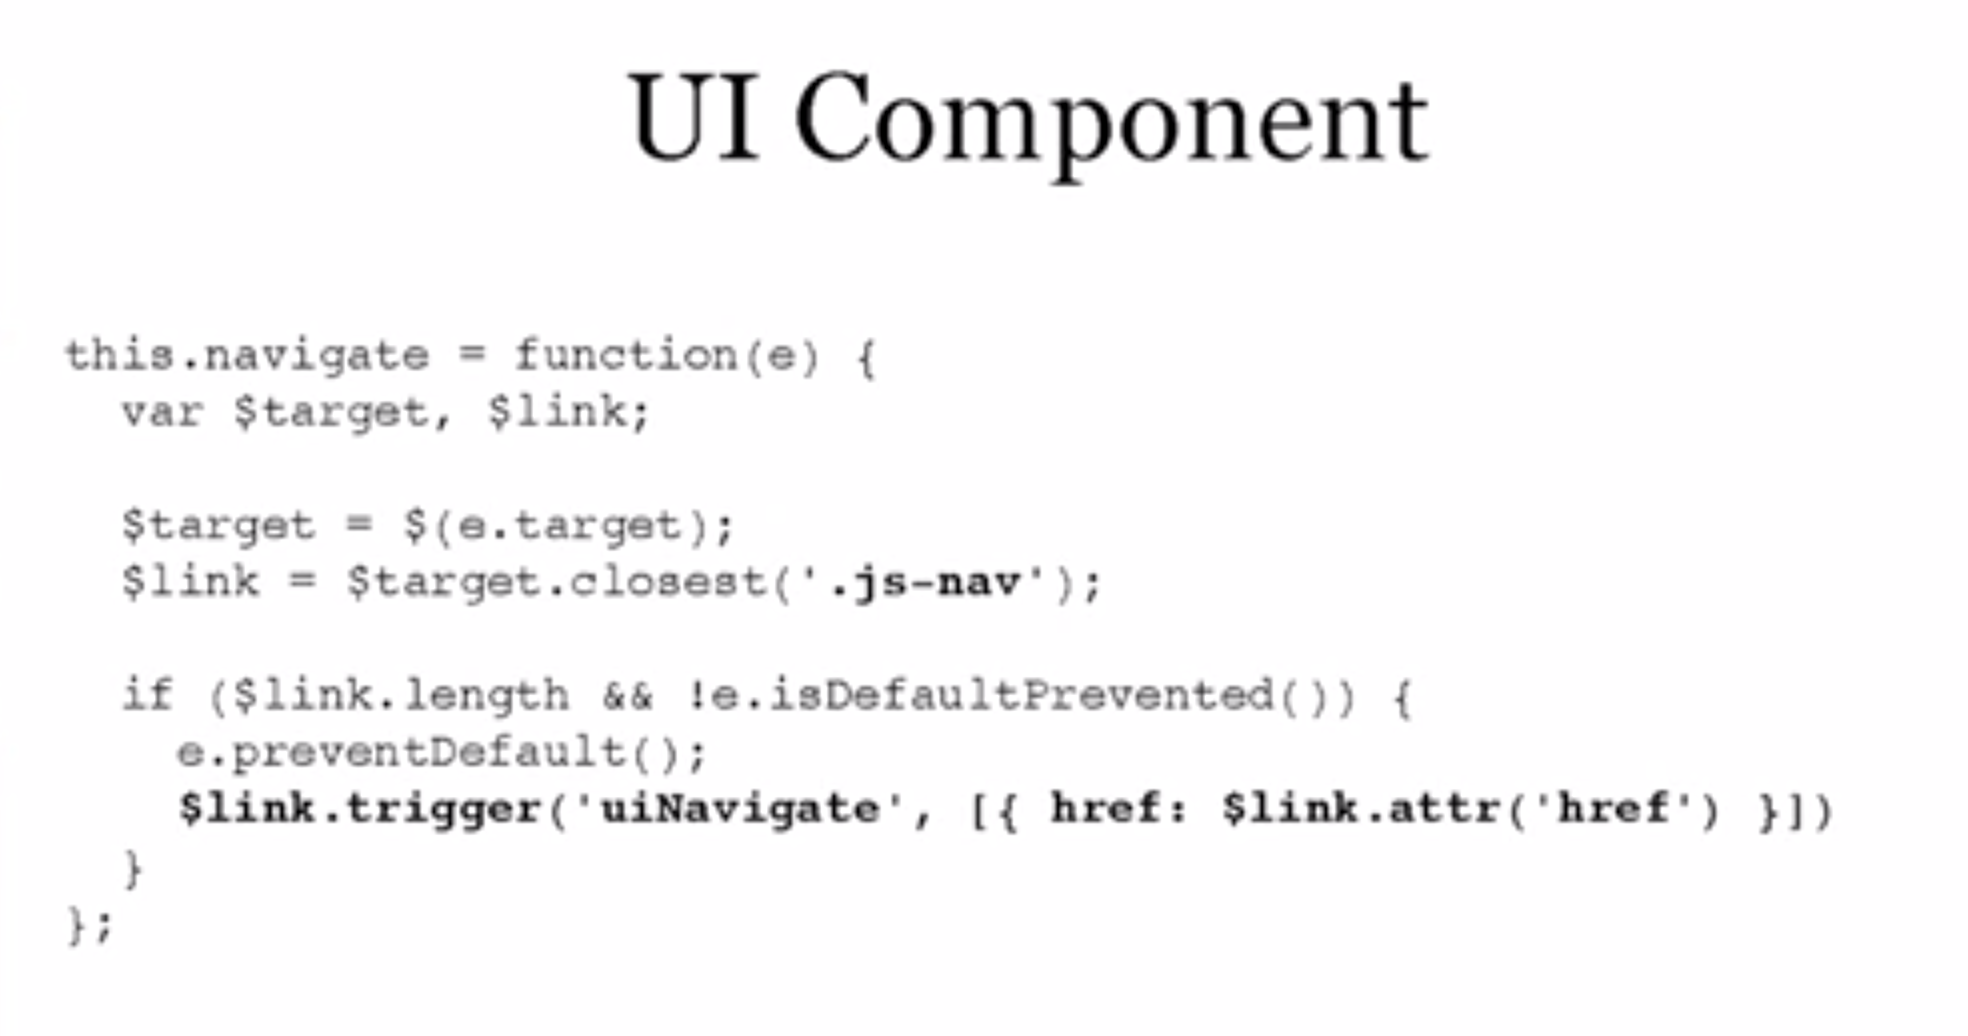 UI Component
this.navigate = function(e) {
  var $target, $link;
  $target = $(e.target);
  $link = $target.closest('.js-nav');
  if ($link.length && !e.isDefaultPrevented()) {
    e.preventDefault();
    $link.trigger('uiNavigate', [{ href: $link.attr('href') }])
  }
};